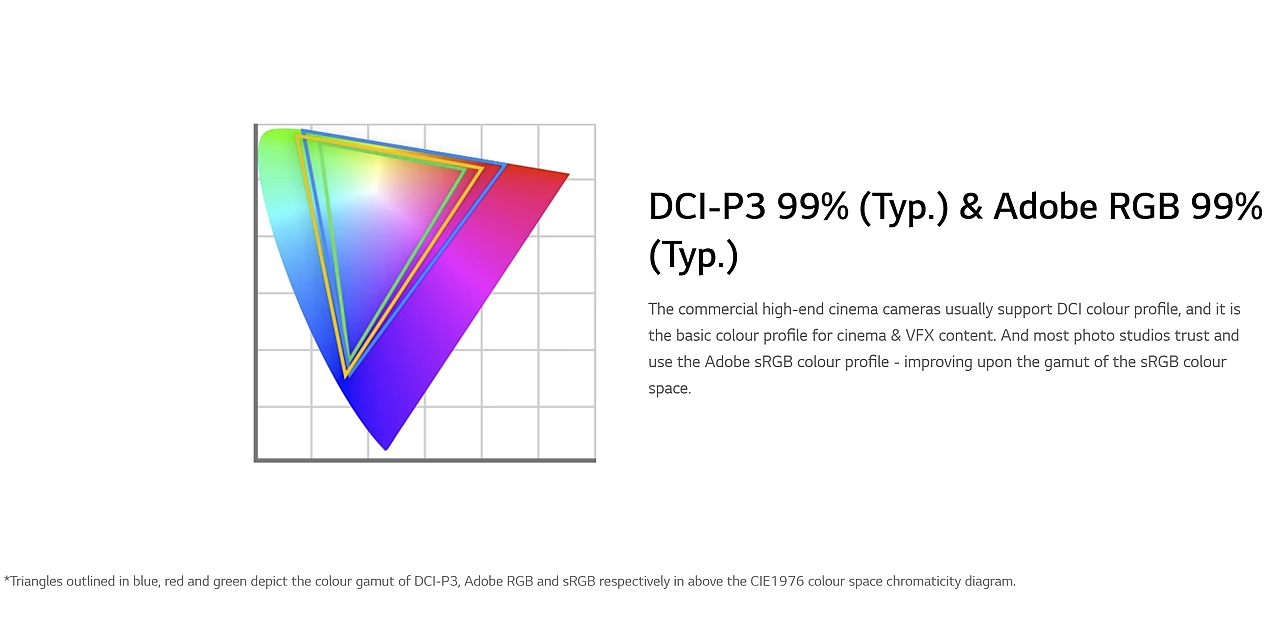 DCI-P3 99% (Typ.) & Adobe RGB 99%
(Typ.)
The commercial high-end cinema cameras usually support DCI colour profile, and it is
the basic colour profile for cinema & VFX content. And most photo studios trust and
use the Adobe sRGB colour profile - improving upon the gamut of the sRGB colour
space.
*Triangles outlined in blue, red and green depict the colour gamut of DCI-P3, Adobe RGB and sRGB respectively in above the CIE1976 colour space chromaticity diagram.